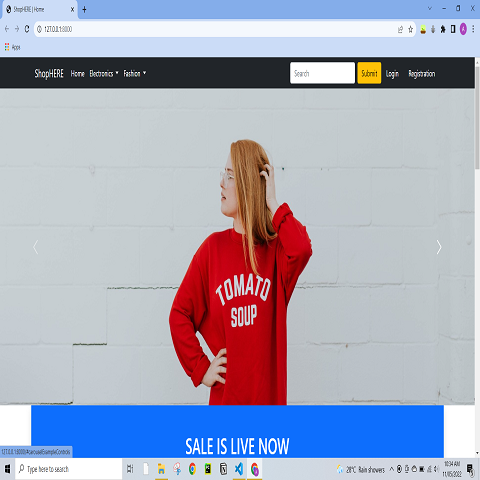 ShopHERE | Home
127.0.0.1:8000
Apps
ShopHERE Home Electronics Fashion Search Submit Login Registration
TOMATO
SOUP
SALE IS LIVE NOW
127.0.0.1:8000/#carouselExampleControls
Type here to search
28°C Rain showers
10:34 AM
11/05/2022